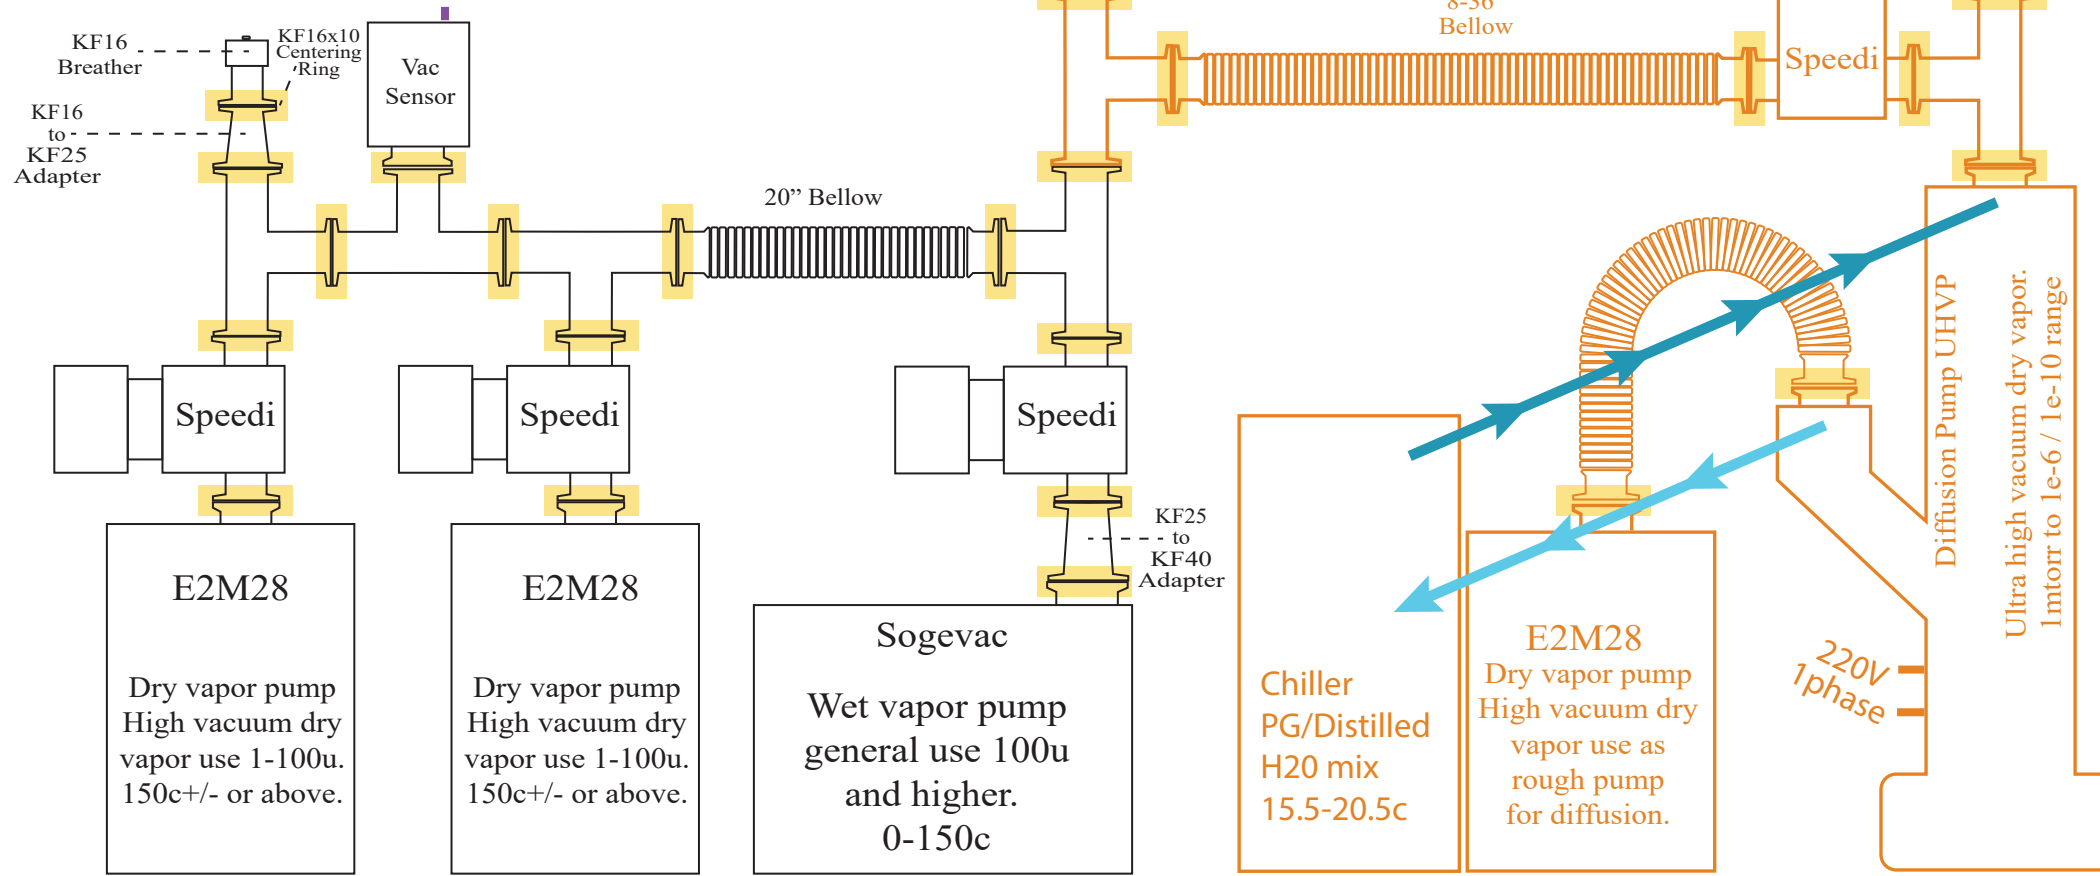 KF16
Breather
KF16x10
Centering
Ring
KF16
to
KF25
Adapter
Vac
Sensor
20” Bellow
8-36
Bellow
Speedi
Speedi
Speedi
Speedi
KF25
to
KF40
Adapter
E2M28
Dry vapor pump
High vacuum dry
vapor use 1-100u.
150c+/- or above.
E2M28
Dry vapor pump
High vacuum dry
vapor use 1-100u.
150c+/- or above.
Sogevac
Wet vapor pump
general use 100u
and higher.
0-150c
Chiller
PG/Distilled
H20 mix
15.5-20.5c
E2M28
Dry vapor pump
High vacuum dry
vapor use as
rough pump
for diffusion.
220V
1phase
Diffusion Pump UHVP
Ultra high vacuum dry vapor.
1mtorr to 1e-6 / 1e-10 range